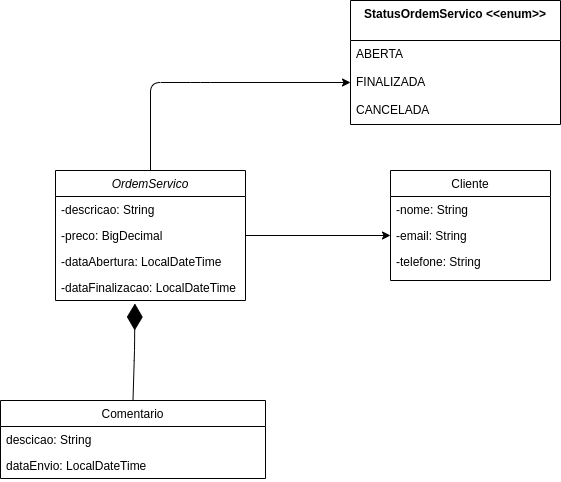 StatusOrdemServico <<enum>>
ABERTA
FINALIZADA
CANCELADA
OrdemServico
-descricao: String
-preco: BigDecimal
-dataAbertura: LocalDateTime
-dataFinalizacao: LocalDateTime
Cliente
-nome: String
-email: String
-telefone: String
Comentario
descicao: String
dataEnvio: LocalDateTime